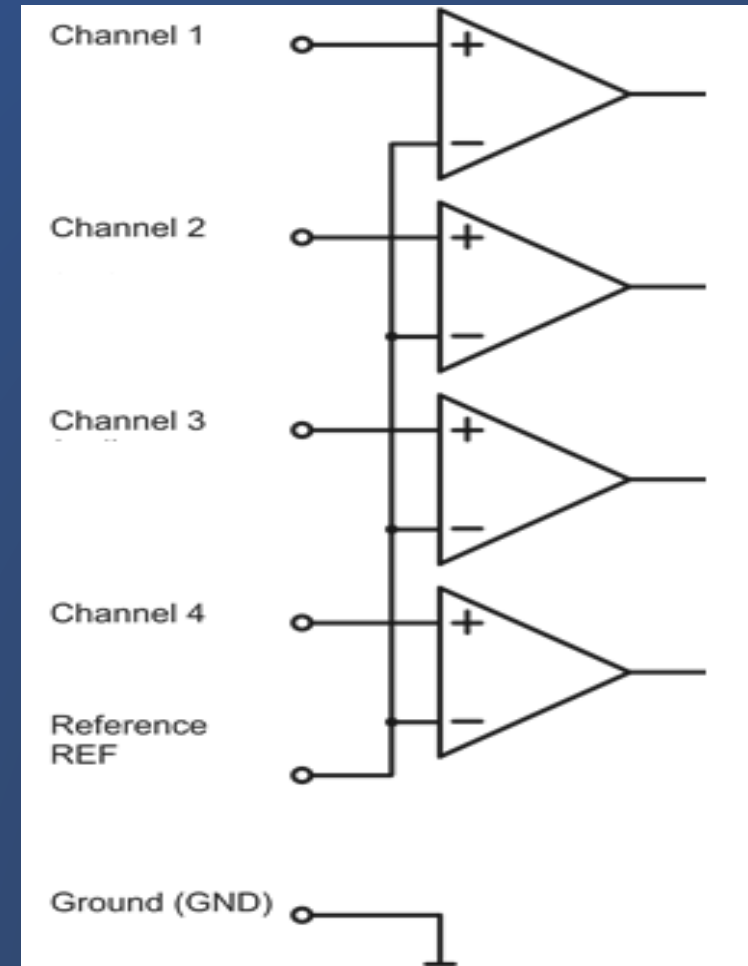 Channel 1
+
−
Channel 2
+
−
Channel 3
+
−
Channel 4
+
−
Reference
REF
Ground (GND)